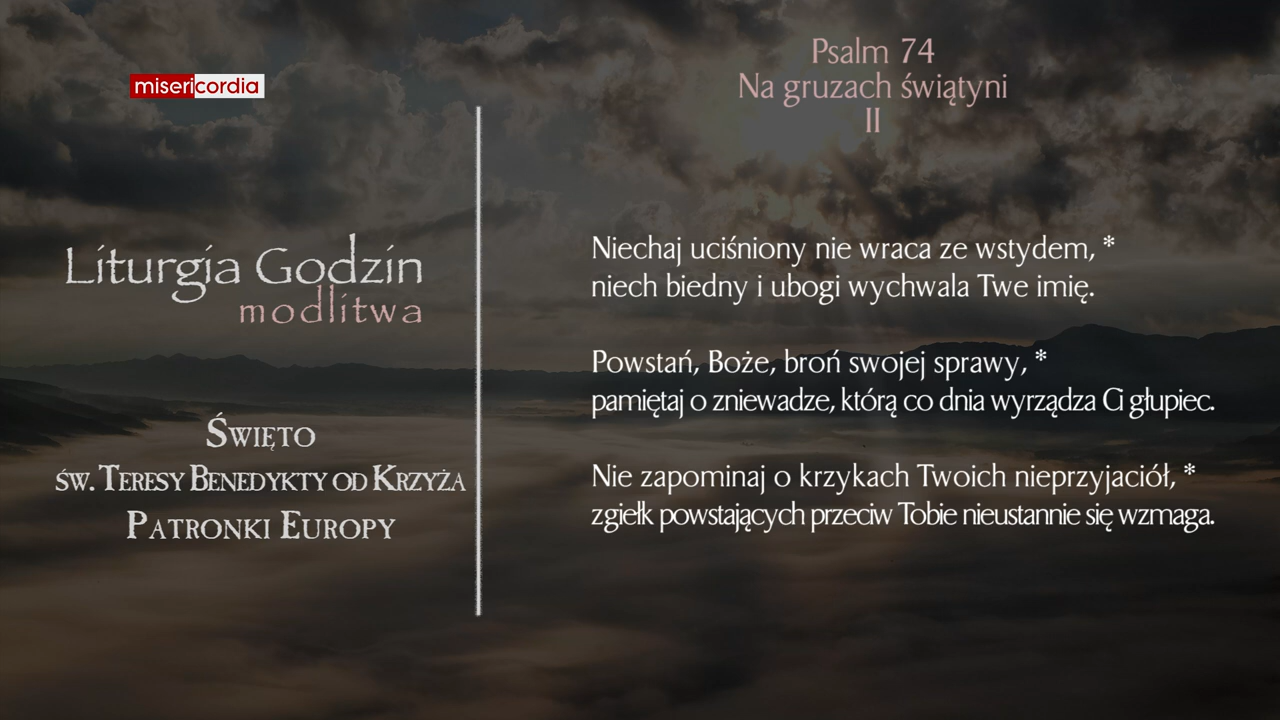 misericordia
Liturgia Godzin
modlitwa
Święto
św. Teresy Benedykty od Krzyża
Patronki Europy
Psalm 74
Na gruzach świątyni
II
Niechaj uciśniony nie wraca ze wstydem, *
niech biedny i ubogi wychwala Twe imię.
Powstań, Boże, broń swojej sprawy, *
pamiętaj o zniewadze, którą co dnia wyrządza Ci głupiec.
Nie zapominaj o krzykach Twoich nieprzyjaciół, *
zgiełk powstających przeciw Tobie nieustannie się wzmaga.